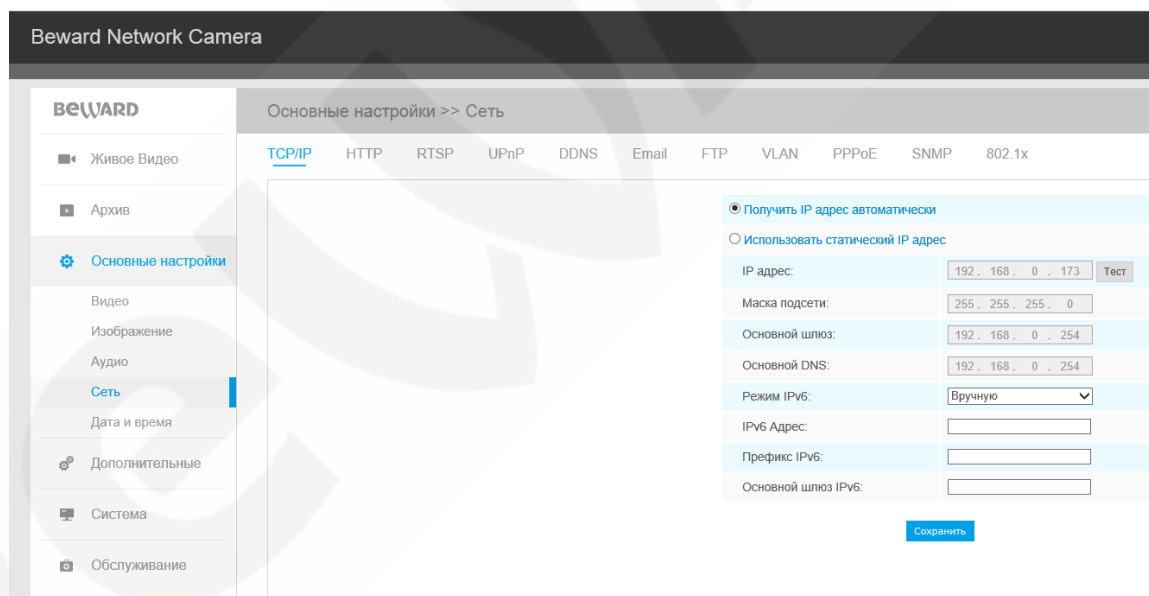 Beward Network Camera
BEWARD
Основные настройки >> Сеть
Живое Видео
Архив
Основные настройки
Видео
Изображение
Аудио
Сеть
Дата и время
Дополнительные
Система
Обслуживание
TCP/IP HTTP RTSP UPnP DDNS Email FTP VLAN PPPoE SNMP 802.1x
Получить IP адрес автоматически
Использовать статический IP адрес
IP адрес: 192. 168. 0 . 173 Тест
Маска подсети: 255. 255. 255. 0
Основной шлюз: 192. 168. 0 . 254
Основной DNS: 192. 168. 0 . 254
Режим IPv6: Вручную
IPv6 Адрес:
Префикс IPv6:
Основной шлюз IPv6:
Сохранить